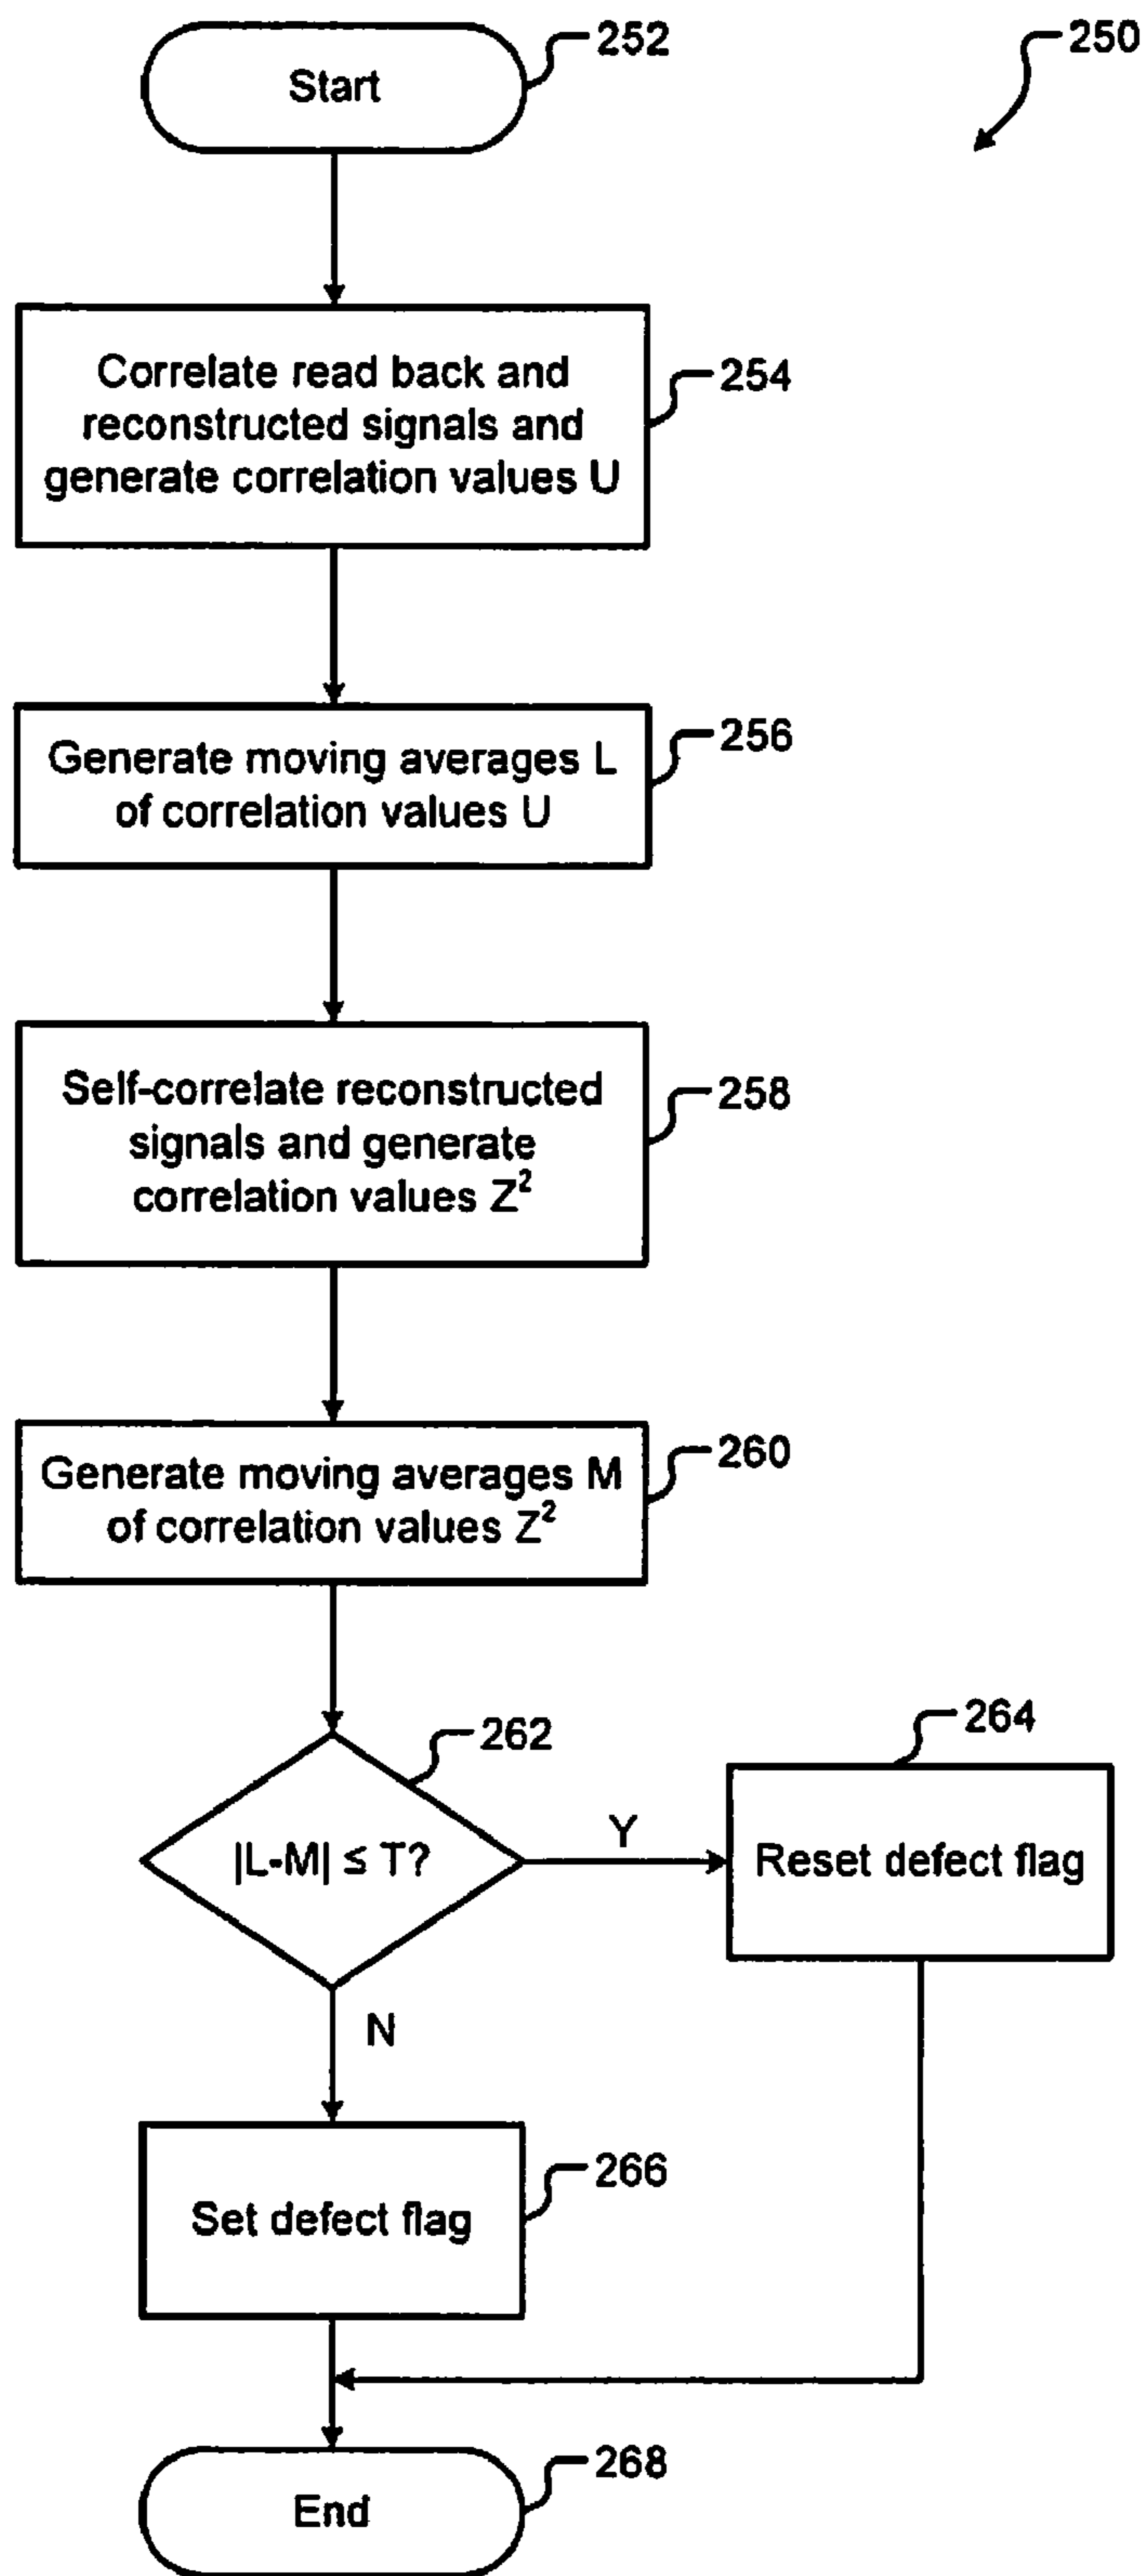 Start
252
250
Correlate read back and
reconstructed signals and
generate correlation values U
254
Generate moving averages L
of correlation values U
256
Self-correlate reconstructed
signals and generate
correlation values Z²
258
Generate moving averages M
of correlation values Z²
260
|L-M| ≤ T?
262
Y
264
Reset defect flag
N
Set defect flag
266
End
268